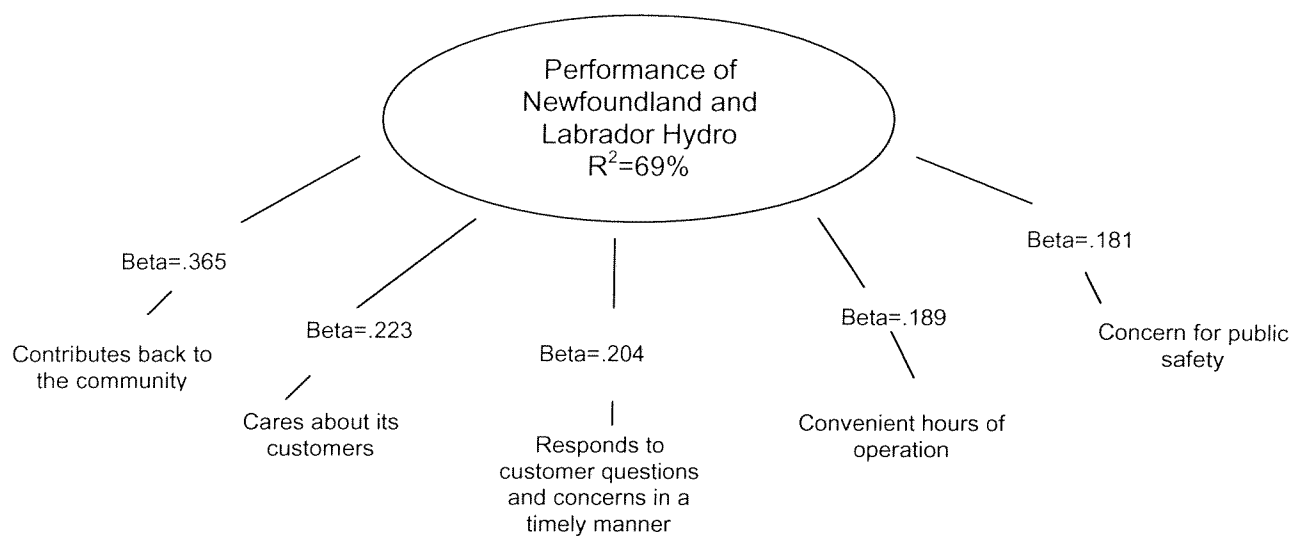 Performance of
Newfoundland and
Labrador Hydro
R²=69%
Beta=.365
Contributes back to
the community
Beta=.223
Cares about its
customers
Beta=.204
Responds to
customer questions
and concerns in a
timely manner
Beta=.189
Convenient hours of
operation
Beta=.181
Concern for public
safety